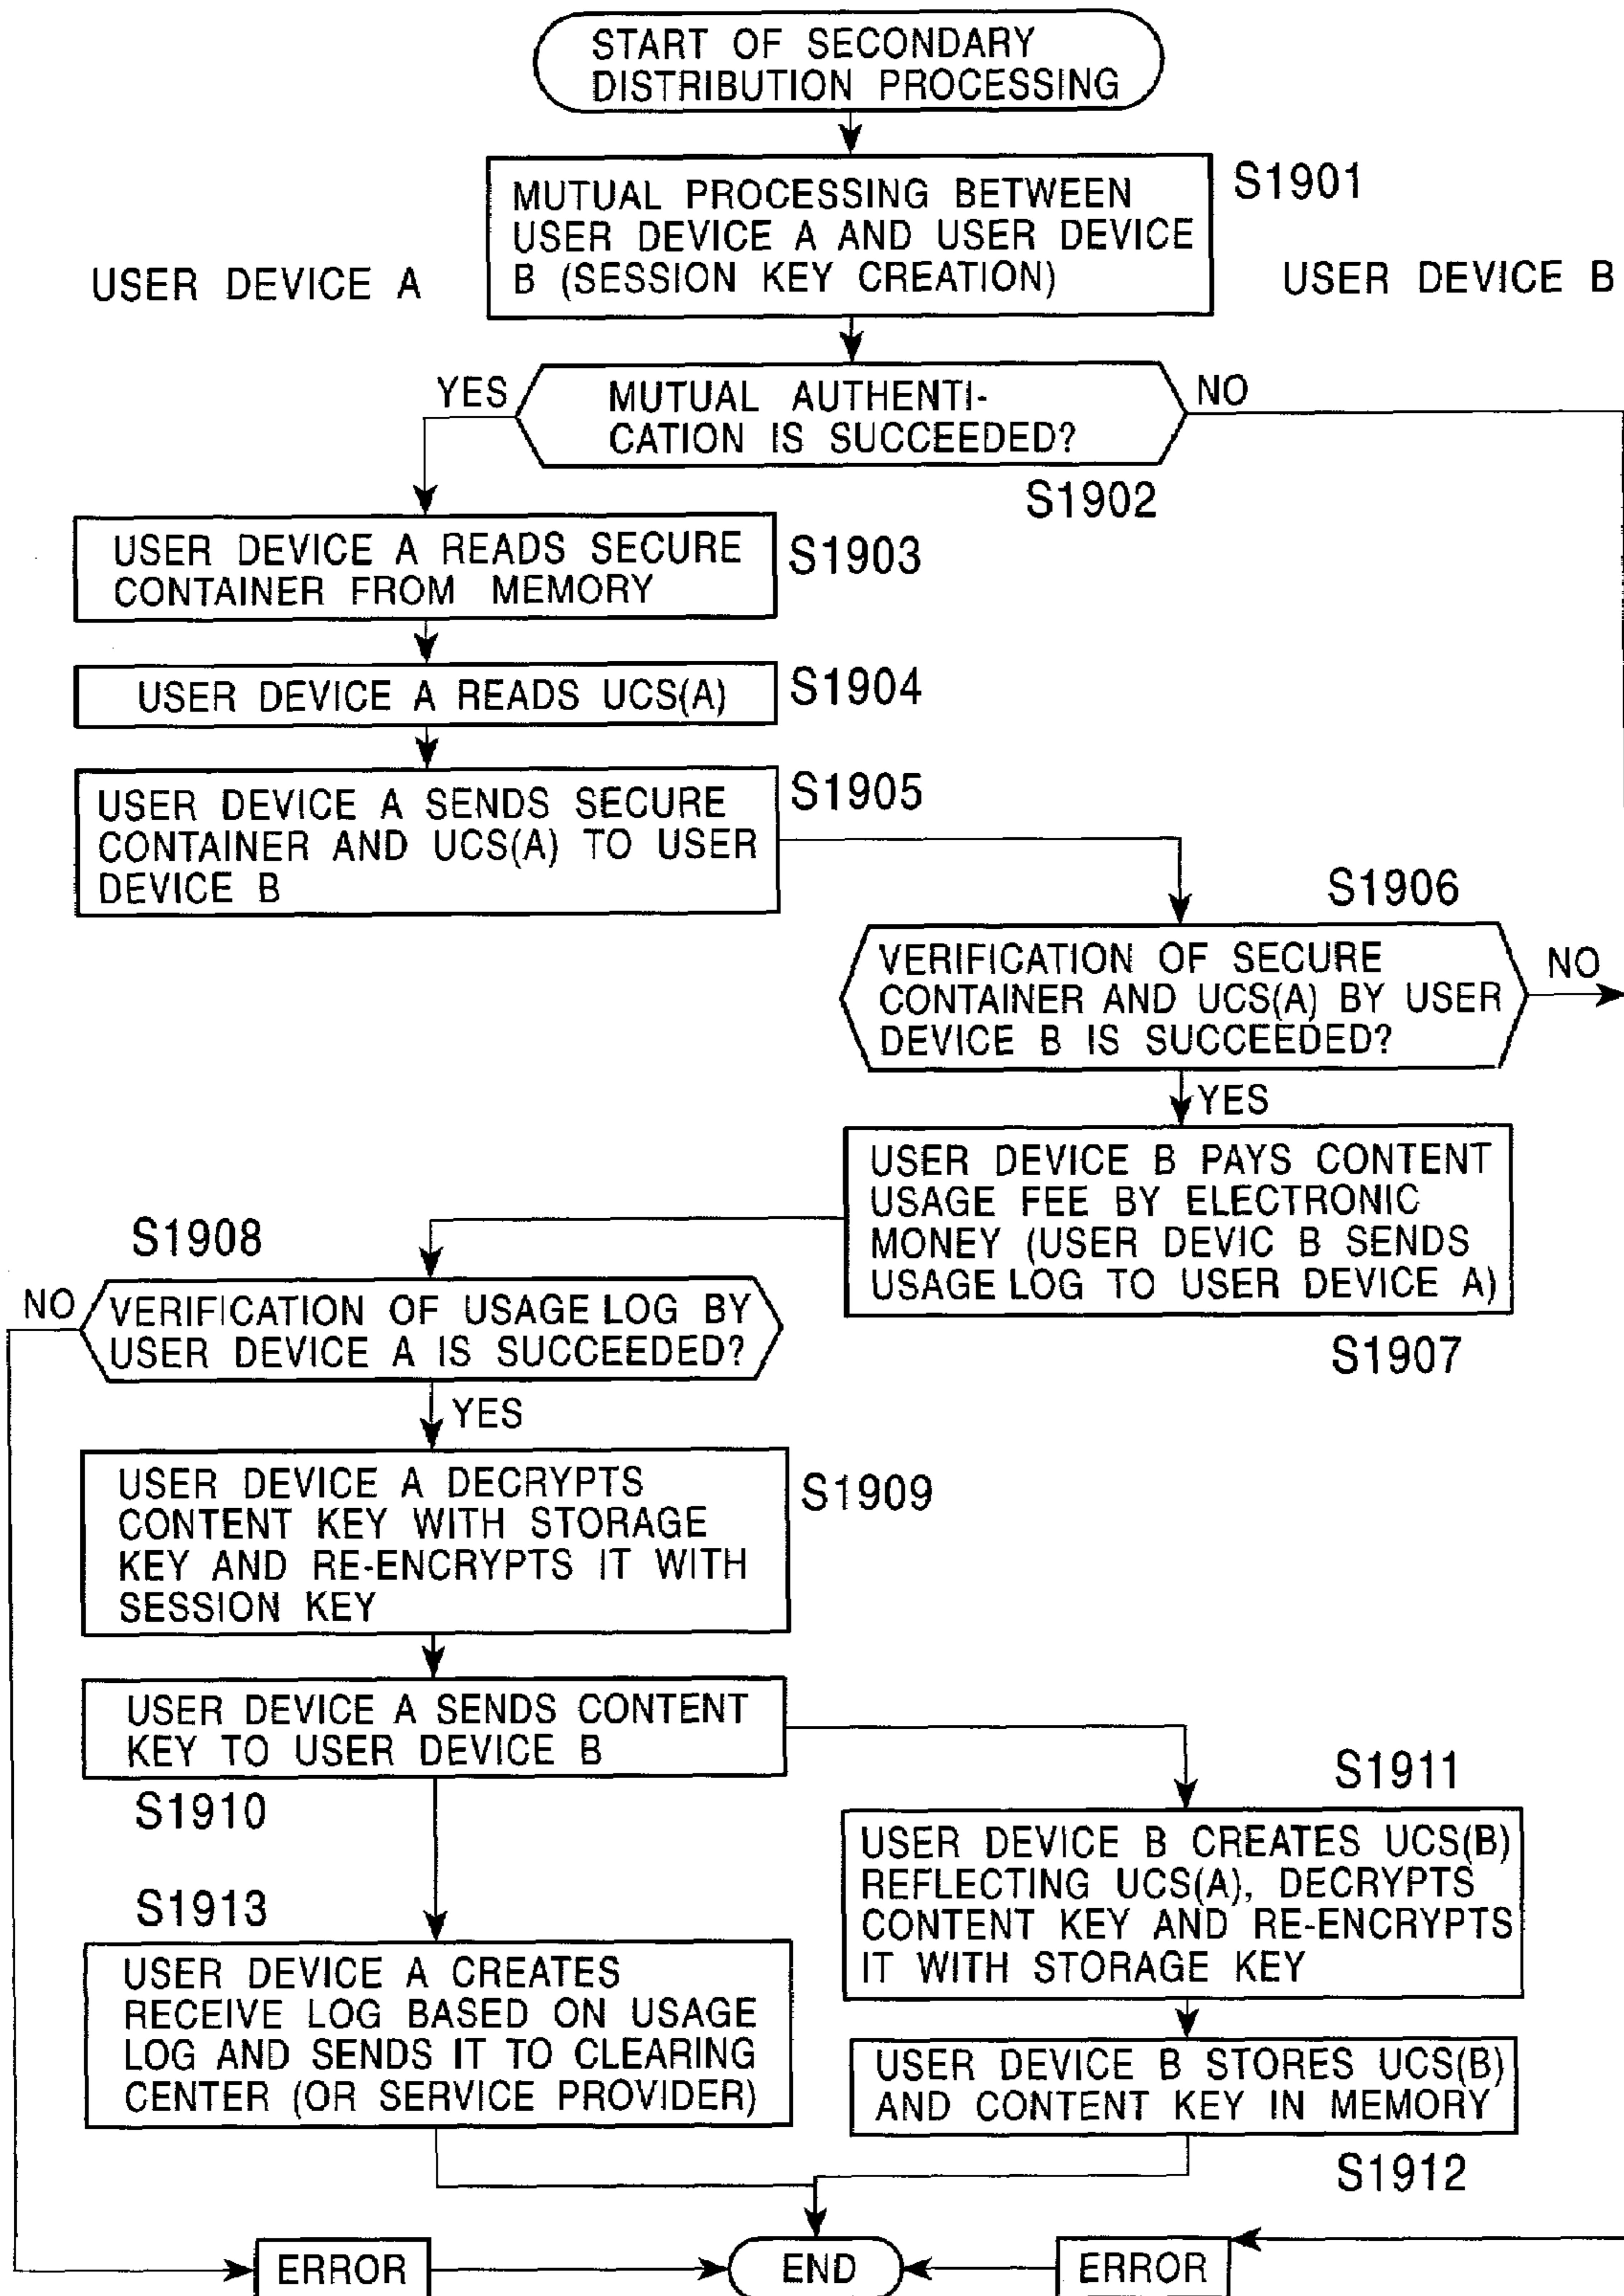 START OF SECONDARY
DISTRIBUTION PROCESSING
MUTUAL PROCESSING BETWEEN
USER DEVICE A AND USER DEVICE
B (SESSION KEY CREATION)
S1901
USER DEVICE A
USER DEVICE B
YES
MUTUAL AUTHENTI-
CATION IS SUCCEEDED?
NO
S1902
USER DEVICE A READS SECURE
CONTAINER FROM MEMORY
S1903
USER DEVICE A READS UCS(A)
S1904
USER DEVICE A SENDS SECURE
CONTAINER AND UCS(A) TO USER
DEVICE B
S1905
S1906
VERIFICATION OF SECURE
CONTAINER AND UCS(A) BY USER
DEVICE B IS SUCCEEDED?
NO
YES
USER DEVICE B PAYS CONTENT
USAGE FEE BY ELECTRONIC
MONEY (USER DEVIC B SENDS
USAGE LOG TO USER DEVICE A)
S1907
S1908
NO
VERIFICATION OF USAGE LOG BY
USER DEVICE A IS SUCCEEDED?
YES
USER DEVICE A DECRYPTS
CONTENT KEY WITH STORAGE
KEY AND RE-ENCRYPTS IT WITH
SESSION KEY
S1909
USER DEVICE A SENDS CONTENT
KEY TO USER DEVICE B
S1910
S1911
USER DEVICE B CREATES UCS(B)
REFLECTING UCS(A), DECRYPTS
CONTENT KEY AND RE-ENCRYPTS
IT WITH STORAGE KEY
S1913
USER DEVICE A CREATES
RECEIVE LOG BASED ON USAGE
LOG AND SENDS IT TO CLEARING
CENTER (OR SERVICE PROVIDER)
USER DEVICE B STORES UCS(B)
AND CONTENT KEY IN MEMORY
S1912
ERROR
END
ERROR